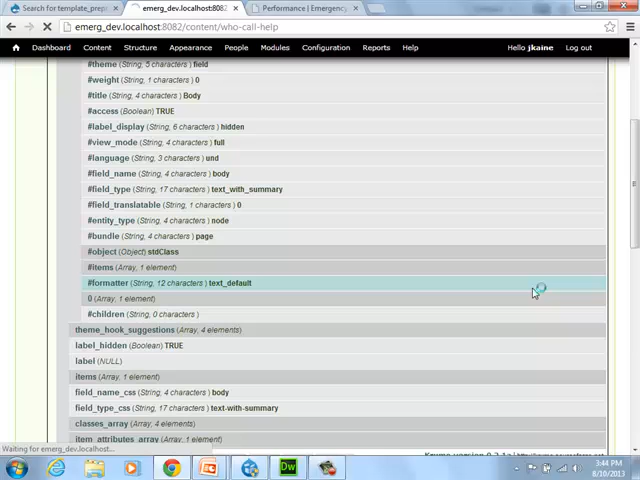 Search for template_prep
emerg_dev.localhost:8082/
Performance | Emergency
emerg_dev.localhost:8082/content/who-call-help
Content Structure Appearance People Modules Configuration Reports Help Hello jkaine Log out
#theme (String, 5 characters ) field
#weight (String, 1 characters ) 0
#title (String, 4 characters ) Body
#access (Boolean) TRUE
#label_display (String, 6 characters ) hidden
#view_mode (String, 4 characters ) full
#language (String, 3 characters ) und
#field_name (String, 4 characters ) body
#field_type (String, 17 characters ) text_with_summary
#field_translatable (String, 1 characters ) 0
#entity_type (String, 4 characters ) node
#bundle (String, 4 characters ) page
#object (Object) stdClass
#items (Array, 1 element)
#formatter (String, 12 characters ) text_default
0 (Array, 1 element)
#children (String, 0 characters )
theme_hook_suggestions (Array, 4 elements)
label_hidden (Boolean) TRUE
label (NULL)
items (Array, 1 element)
field_name_css (String, 4 characters ) body
field_type_css (String, 17 characters ) text-with-summary
classes_array (Array, 4 elements)
item_attributes_array (Array, 1 element)
Waiting for emerg_dev.localhost...
3:44 PM
8/10/2013